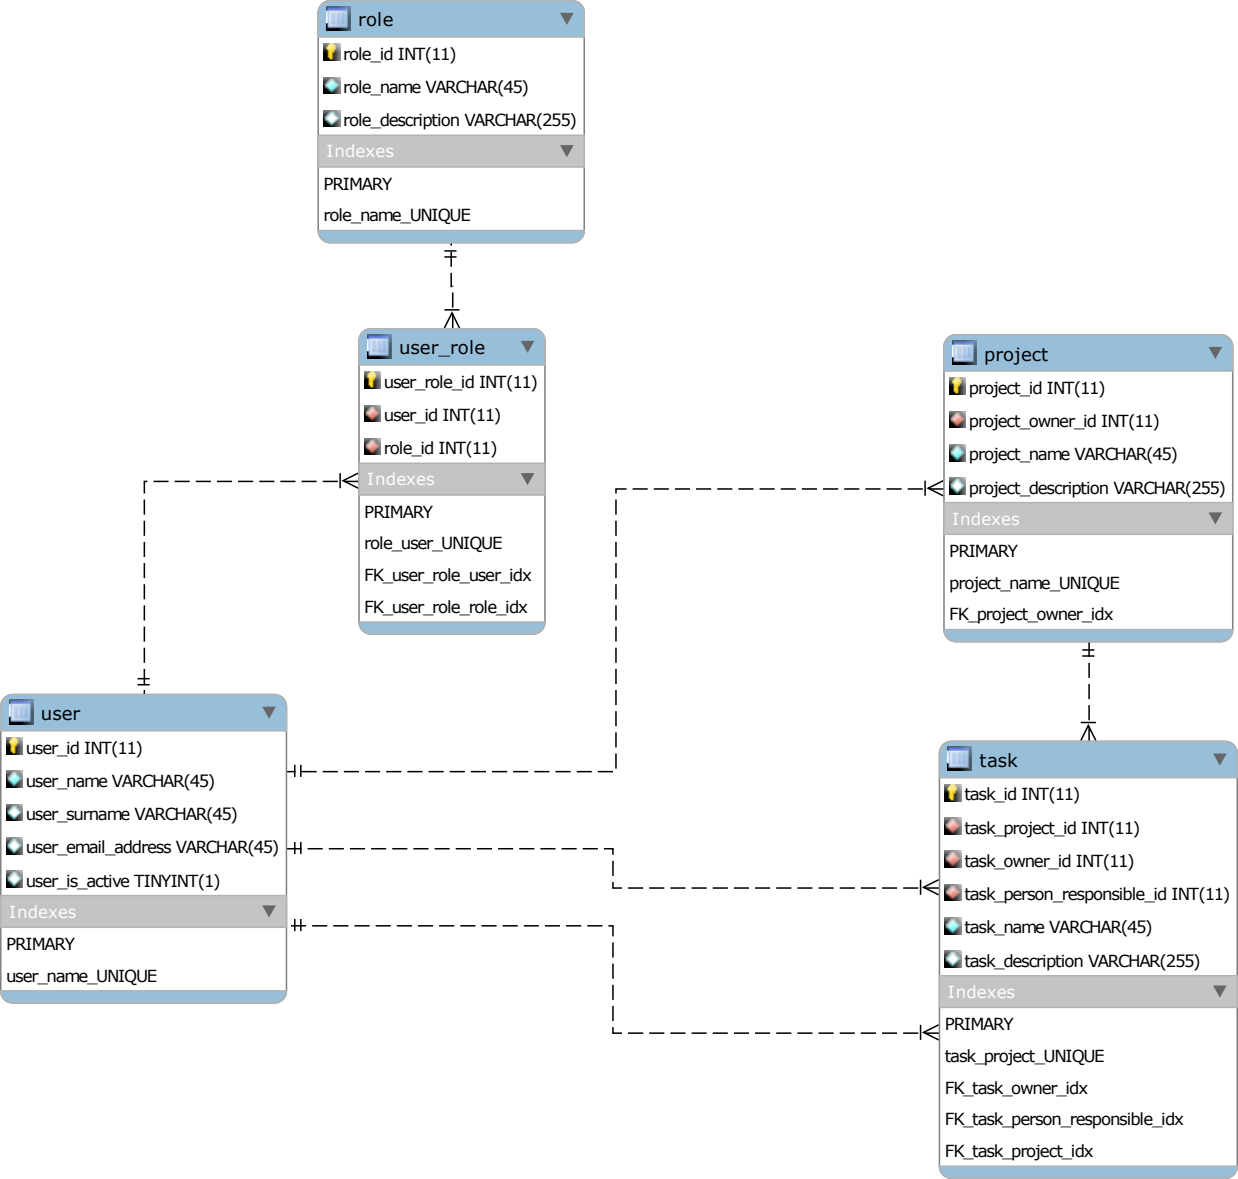 role
role_id INT(11)
role_name VARCHAR(45)
role_description VARCHAR(255)
Indexes
PRIMARY
role_name_UNIQUE
user_role
user_role_id INT(11)
user_id INT(11)
role_id INT(11)
Indexes
PRIMARY
role_user_UNIQUE
FK_user_role_user_idx
FK_user_role_role_idx
project
project_id INT(11)
project_owner_id INT(11)
project_name VARCHAR(45)
project_description VARCHAR(255)
Indexes
PRIMARY
project_name_UNIQUE
FK_project_owner_idx
user
user_id INT(11)
user_name VARCHAR(45)
user_surname VARCHAR(45)
user_email_address VARCHAR(45)
user_is_active TINYINT(1)
Indexes
PRIMARY
user_name_UNIQUE
task
task_id INT(11)
task_project_id INT(11)
task_owner_id INT(11)
task_person_responsible_id INT(11)
task_name VARCHAR(45)
task_description VARCHAR(255)
Indexes
PRIMARY
task_project_UNIQUE
FK_task_owner_idx
FK_task_person_responsible_idx
FK_task_project_idx